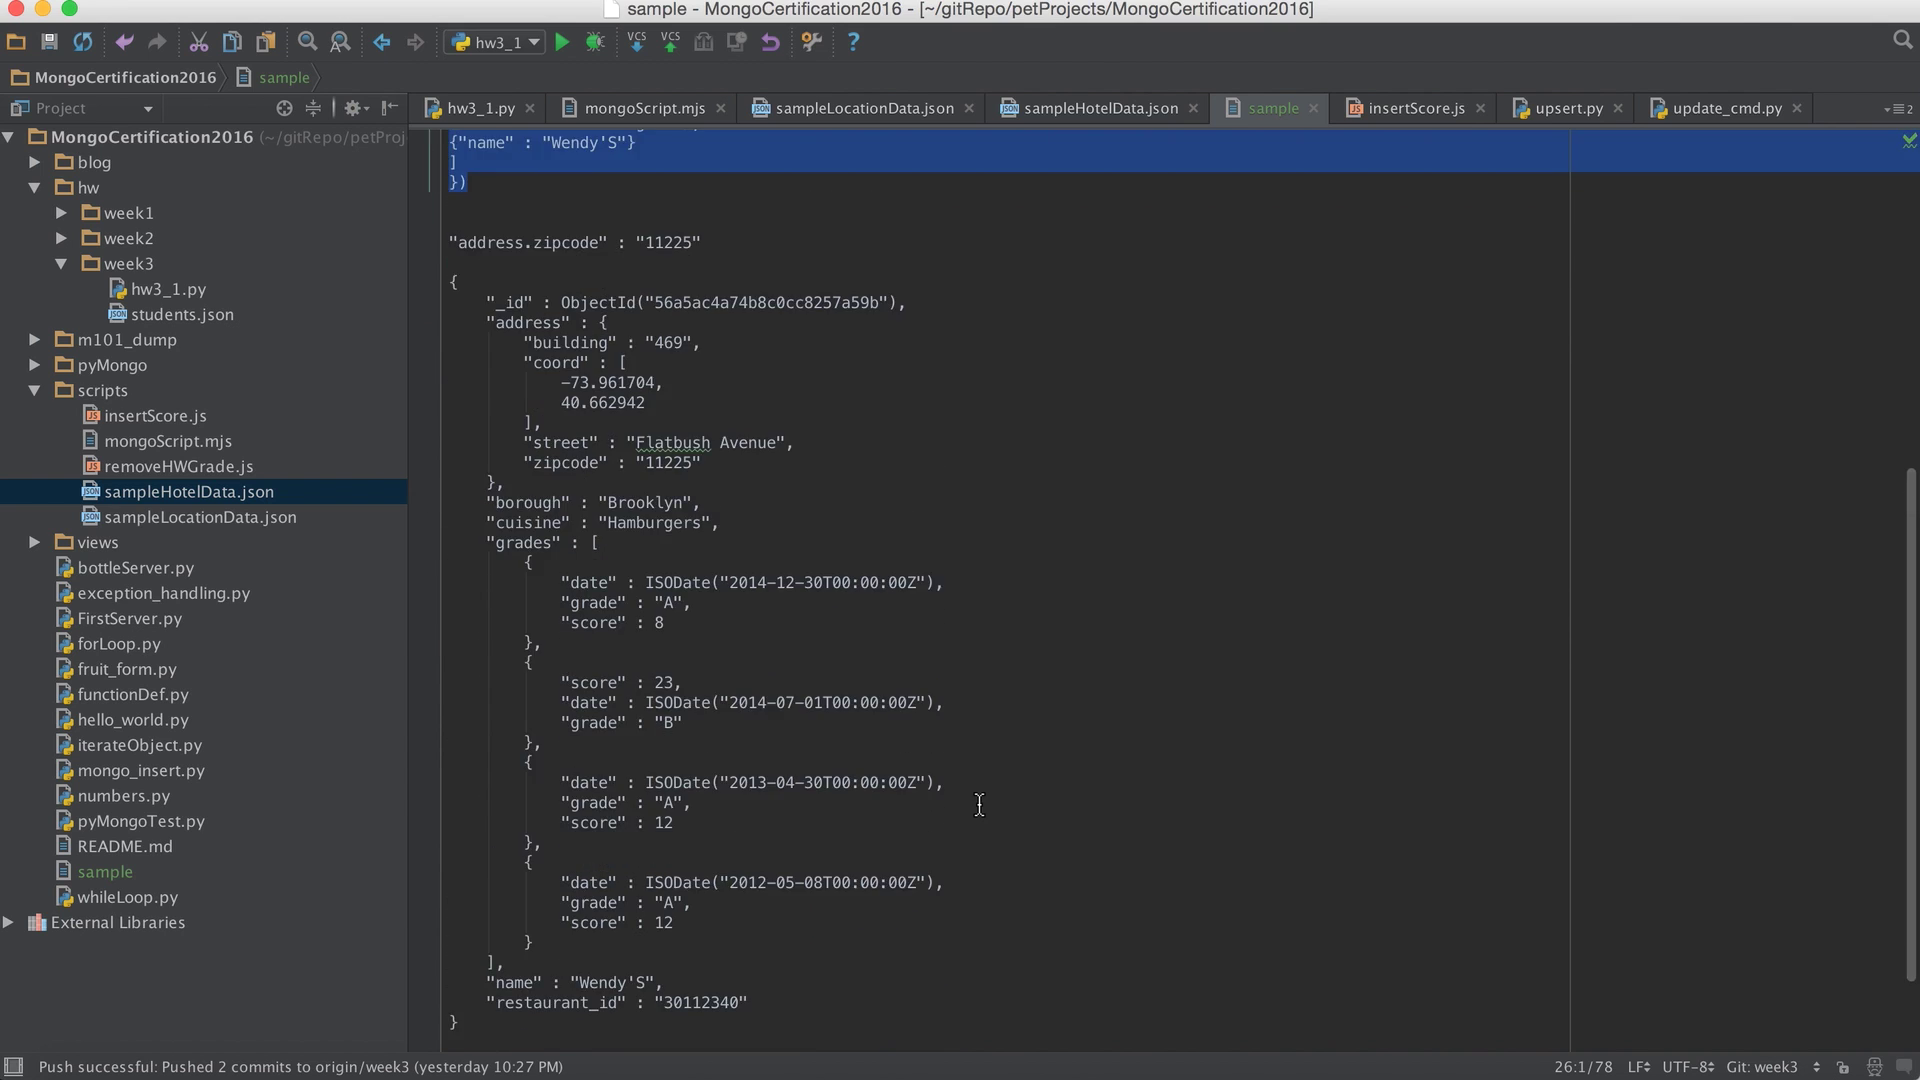 sample - MongoCertification2016 - [~/gitRepo/petProjects/MongoCertification2016]
hw3_1
VCS
VCS
?
MongoCertification2016
sample
Project
hw3_1.py
mongoScript.mjs
sampleLocationData.json
sampleHotelData.json
sample
insertScore.js
upsert.py
update_cmd.py
2
MongoCertification2016 (~/gitRepo/petProj
blog
hw
week1
week2
week3
hw3_1.py
students.json
m101_dump
pyMongo
scripts
insertScore.js
mongoScript.mjs
removeHWGrade.js
sampleHotelData.json
sampleLocationData.json
views
bottleServer.py
exception_handling.py
FirstServer.py
forLoop.py
fruit_form.py
functionDef.py
hello_world.py
iterateObject.py
mongo_insert.py
numbers.py
pyMongoTest.py
README.md
sample
whileLoop.py
External Libraries
{"name" : "Wendy'S"}
]
})
"address.zipcode" : "11225"
{
"_id" : ObjectId("56a5ac4a74b8c0cc8257a59b"),
"address" : {
"building" : "469",
"coord" : [
-73.961704,
40.662942
],
"street" : "Flatbush Avenue",
"zipcode" : "11225"
},
"borough" : "Brooklyn",
"cuisine" : "Hamburgers",
"grades" : [
{
"date" : ISODate("2014-12-30T00:00:00Z"),
"grade" : "A",
"score" : 8
},
{
"score" : 23,
"date" : ISODate("2014-07-01T00:00:00Z"),
"grade" : "B"
},
{
"date" : ISODate("2013-04-30T00:00:00Z"),
"grade" : "A",
"score" : 12
},
{
"date" : ISODate("2012-05-08T00:00:00Z"),
"grade" : "A",
"score" : 12
}
],
"name" : "Wendy'S",
"restaurant_id" : "30112340"
}
Push successful: Pushed 2 commits to origin/week3 (yesterday 10:27 PM)
26:1/78 LF UTF-8 Git: week3